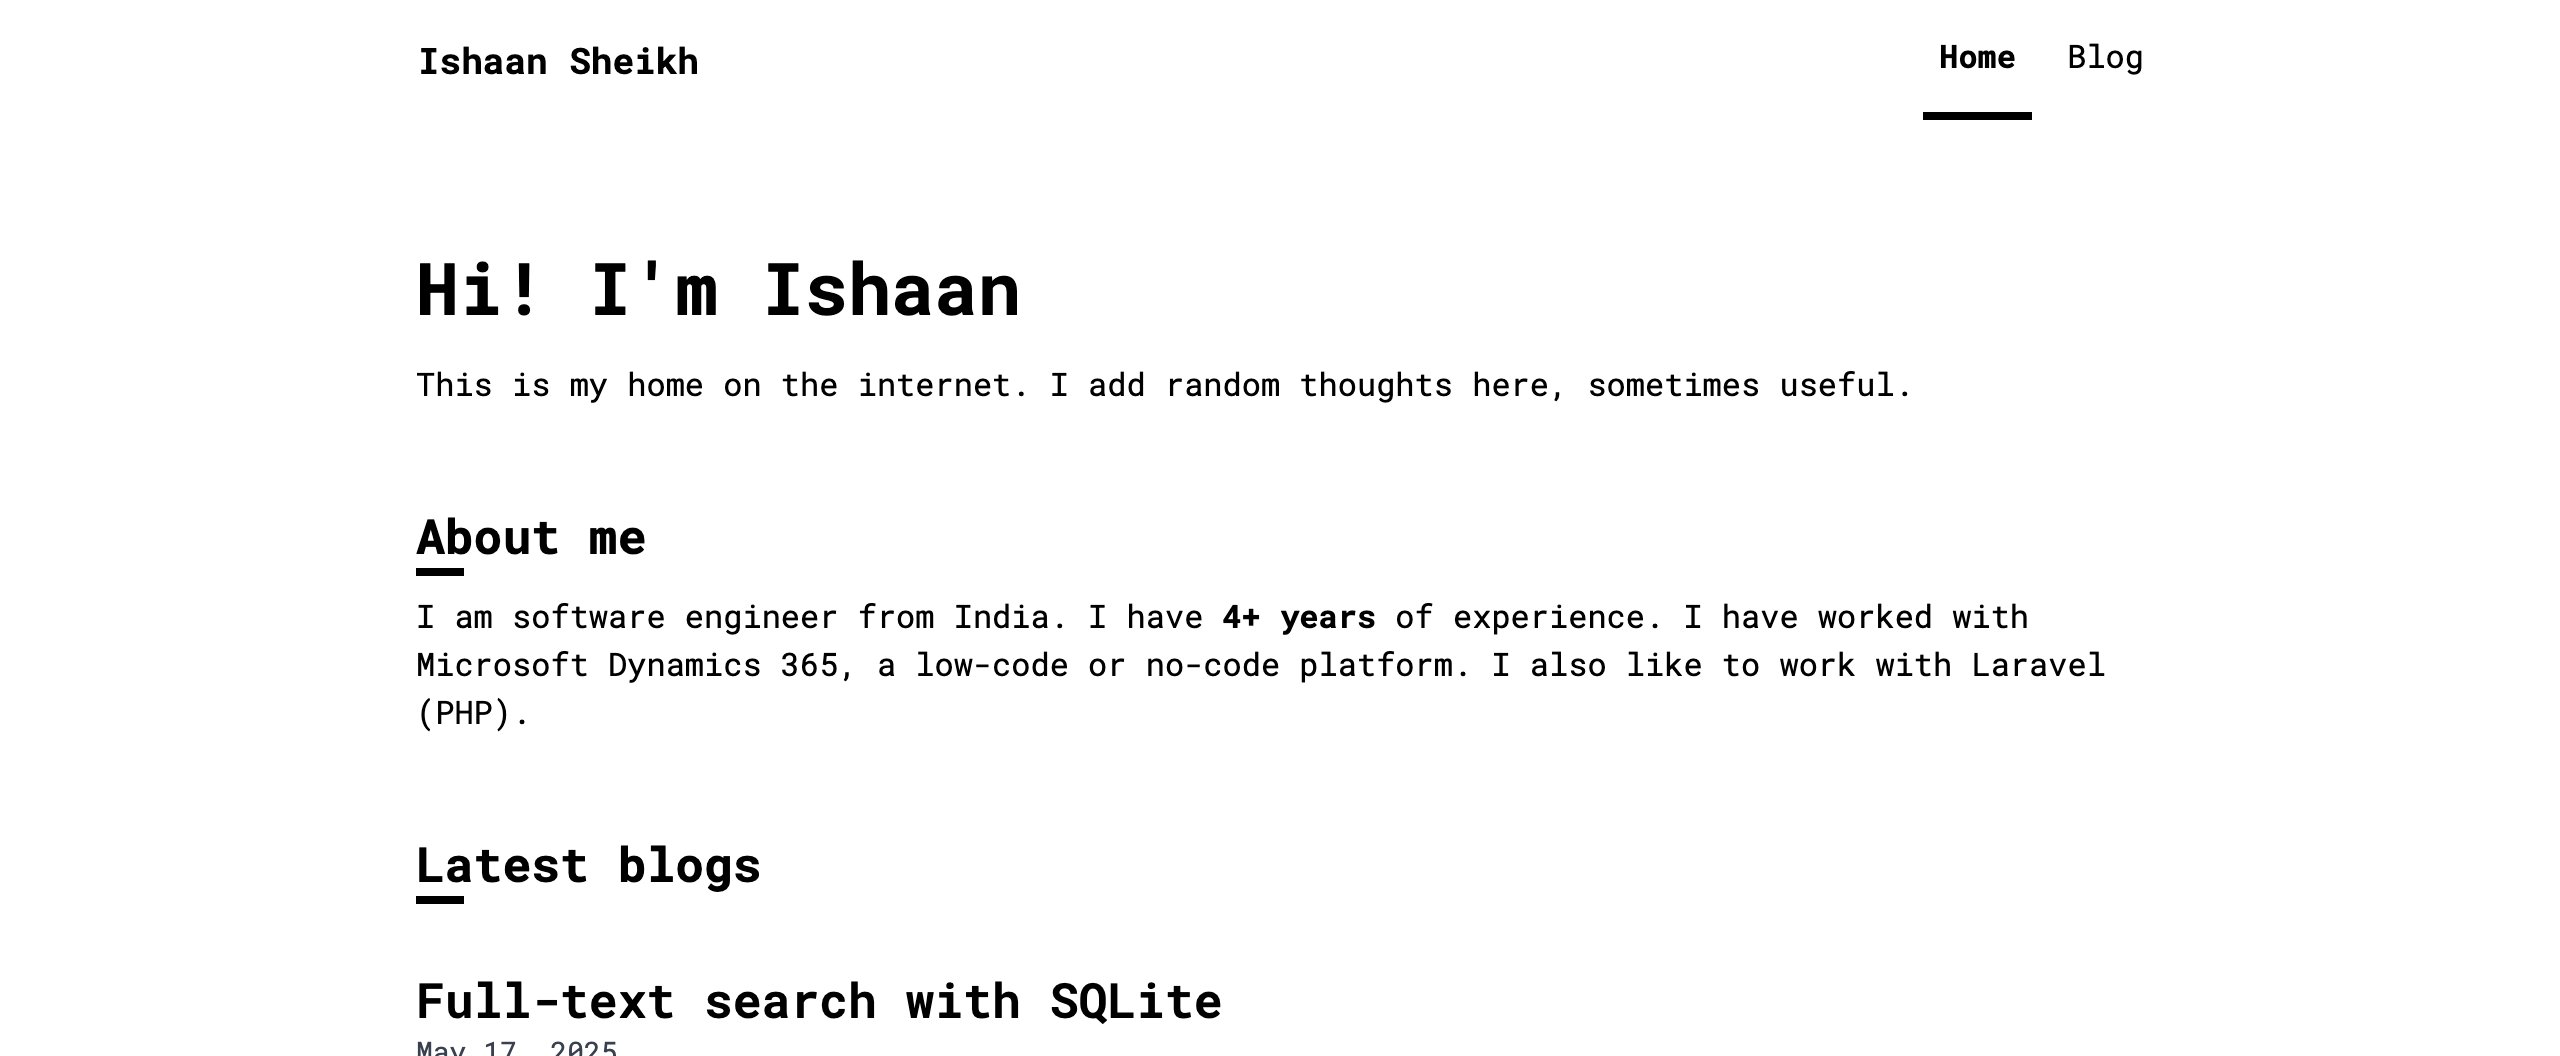 Ishaan Sheikh
Home
Blog
Hi! I'm Ishaan
This is my home on the internet. I add random thoughts here, sometimes useful.
About me
I am software engineer from India. I have 4+ years of experience. I have worked with
Microsoft Dynamics 365, a low-code or no-code platform. I also like to work with Laravel
(PHP).
Latest blogs
Full-text search with SQLite
May 17, 2025